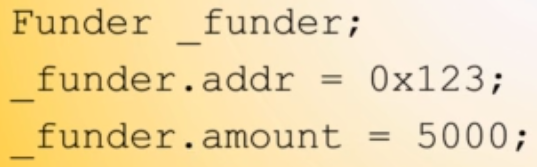 Funder _funder;
_funder.addr = 0x123;
_funder.amount = 5000;